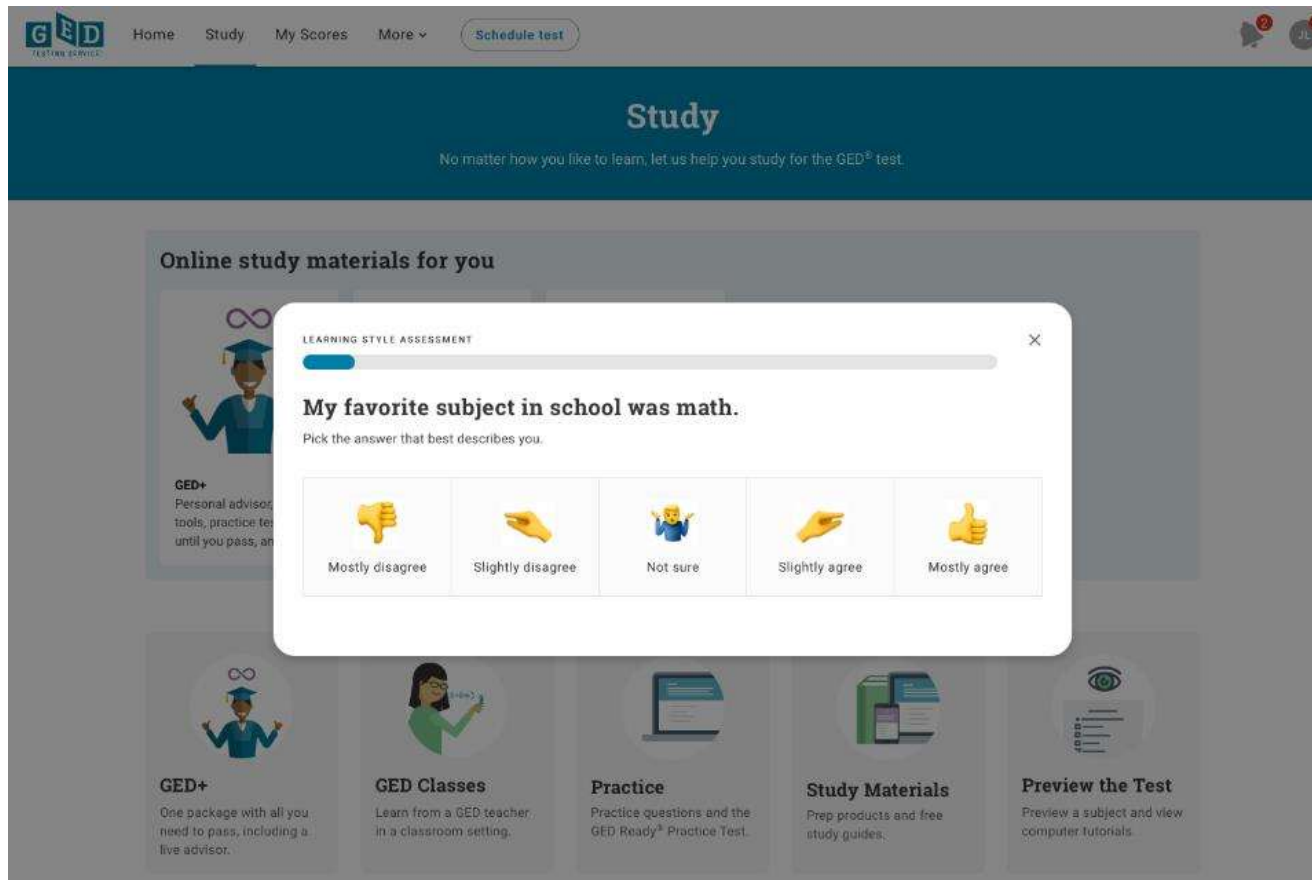 GED
TESTING SERVICE
Home Study My Scores More Schedule test
2
JL
Study
No matter how you like to learn, let us help you study for the GED® test.
Online study materials for you
LEARNING STYLE ASSESSMENT
My favorite subject in school was math.
Pick the answer that best describes you.
Mostly disagree Slightly disagree Not sure Slightly agree Mostly agree
GED+
Personal advisor,
tools, practice
until you pass,
GED+
One package with all you
need to pass, including a
live advisor.
GED Classes
Learn from a GED teacher
in a classroom setting.
Practice
Practice questions and the
GED Ready® Practice Test.
Study Materials
Prep products and free
study guides.
Preview the Test
Preview a subject and view
computer tutorials.